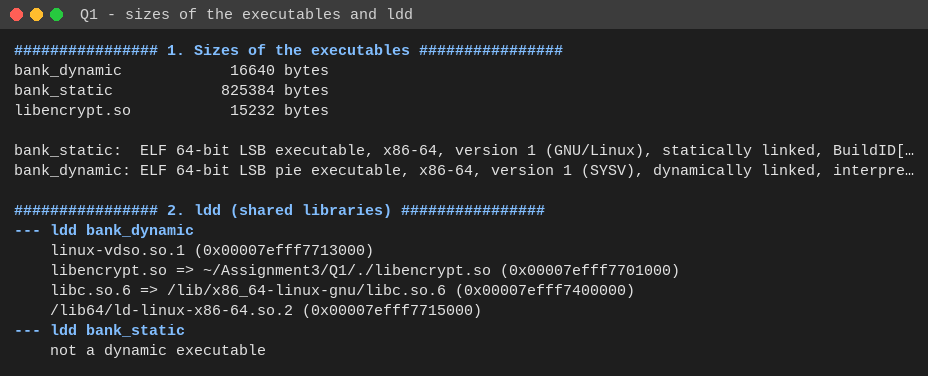 Q1 - sizes of the executables and ldd
################ 1. Sizes of the executables ################
bank_dynamic            16640 bytes
bank_static            825384 bytes
libencrypt.so           15232 bytes
bank_static:  ELF 64-bit LSB executable, x86-64, version 1 (GNU/Linux), statically linked, BuildID[…
bank_dynamic: ELF 64-bit LSB pie executable, x86-64, version 1 (SYSV), dynamically linked, interpre…
################ 2. ldd (shared libraries) ################
--- ldd bank_dynamic
    linux-vdso.so.1 (0x00007efff7713000)
    libencrypt.so => ~/Assignment3/Q1/./libencrypt.so (0x00007efff7701000)
    libc.so.6 => /lib/x86_64-linux-gnu/libc.so.6 (0x00007efff7400000)
    /lib64/ld-linux-x86-64.so.2 (0x00007efff7715000)
--- ldd bank_static
    not a dynamic executable